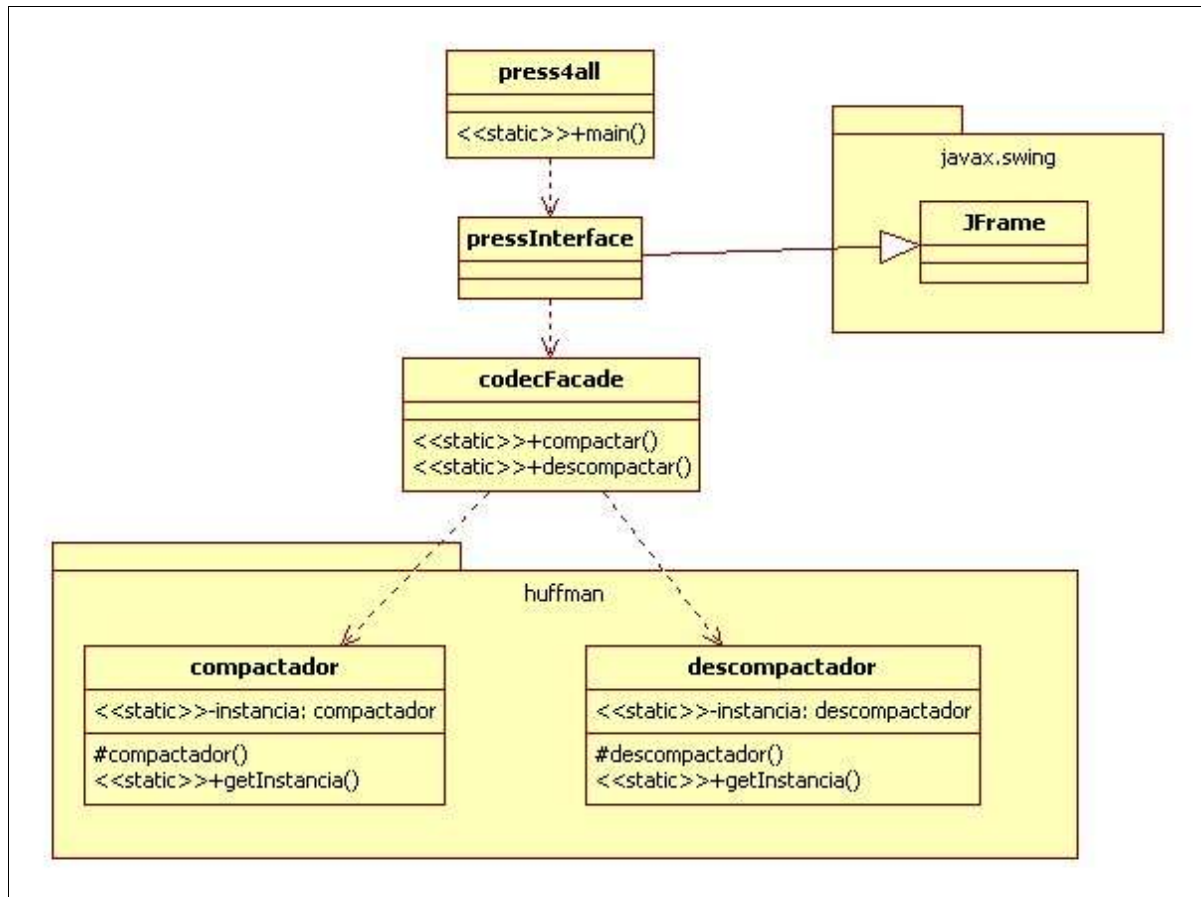 press4all
<<static>>+main()
javax.swing
JFrame
pressInterface
codecFacade
<<static>>+compactar()
<<static>>+descompactar()
huffman
compactador
<<static>>-instancia: compactador
#compactador()
<<static>>+getInstancia()
descompactador
<<static>>-instancia: descompactador
#descompactador()
<<static>>+getInstancia()